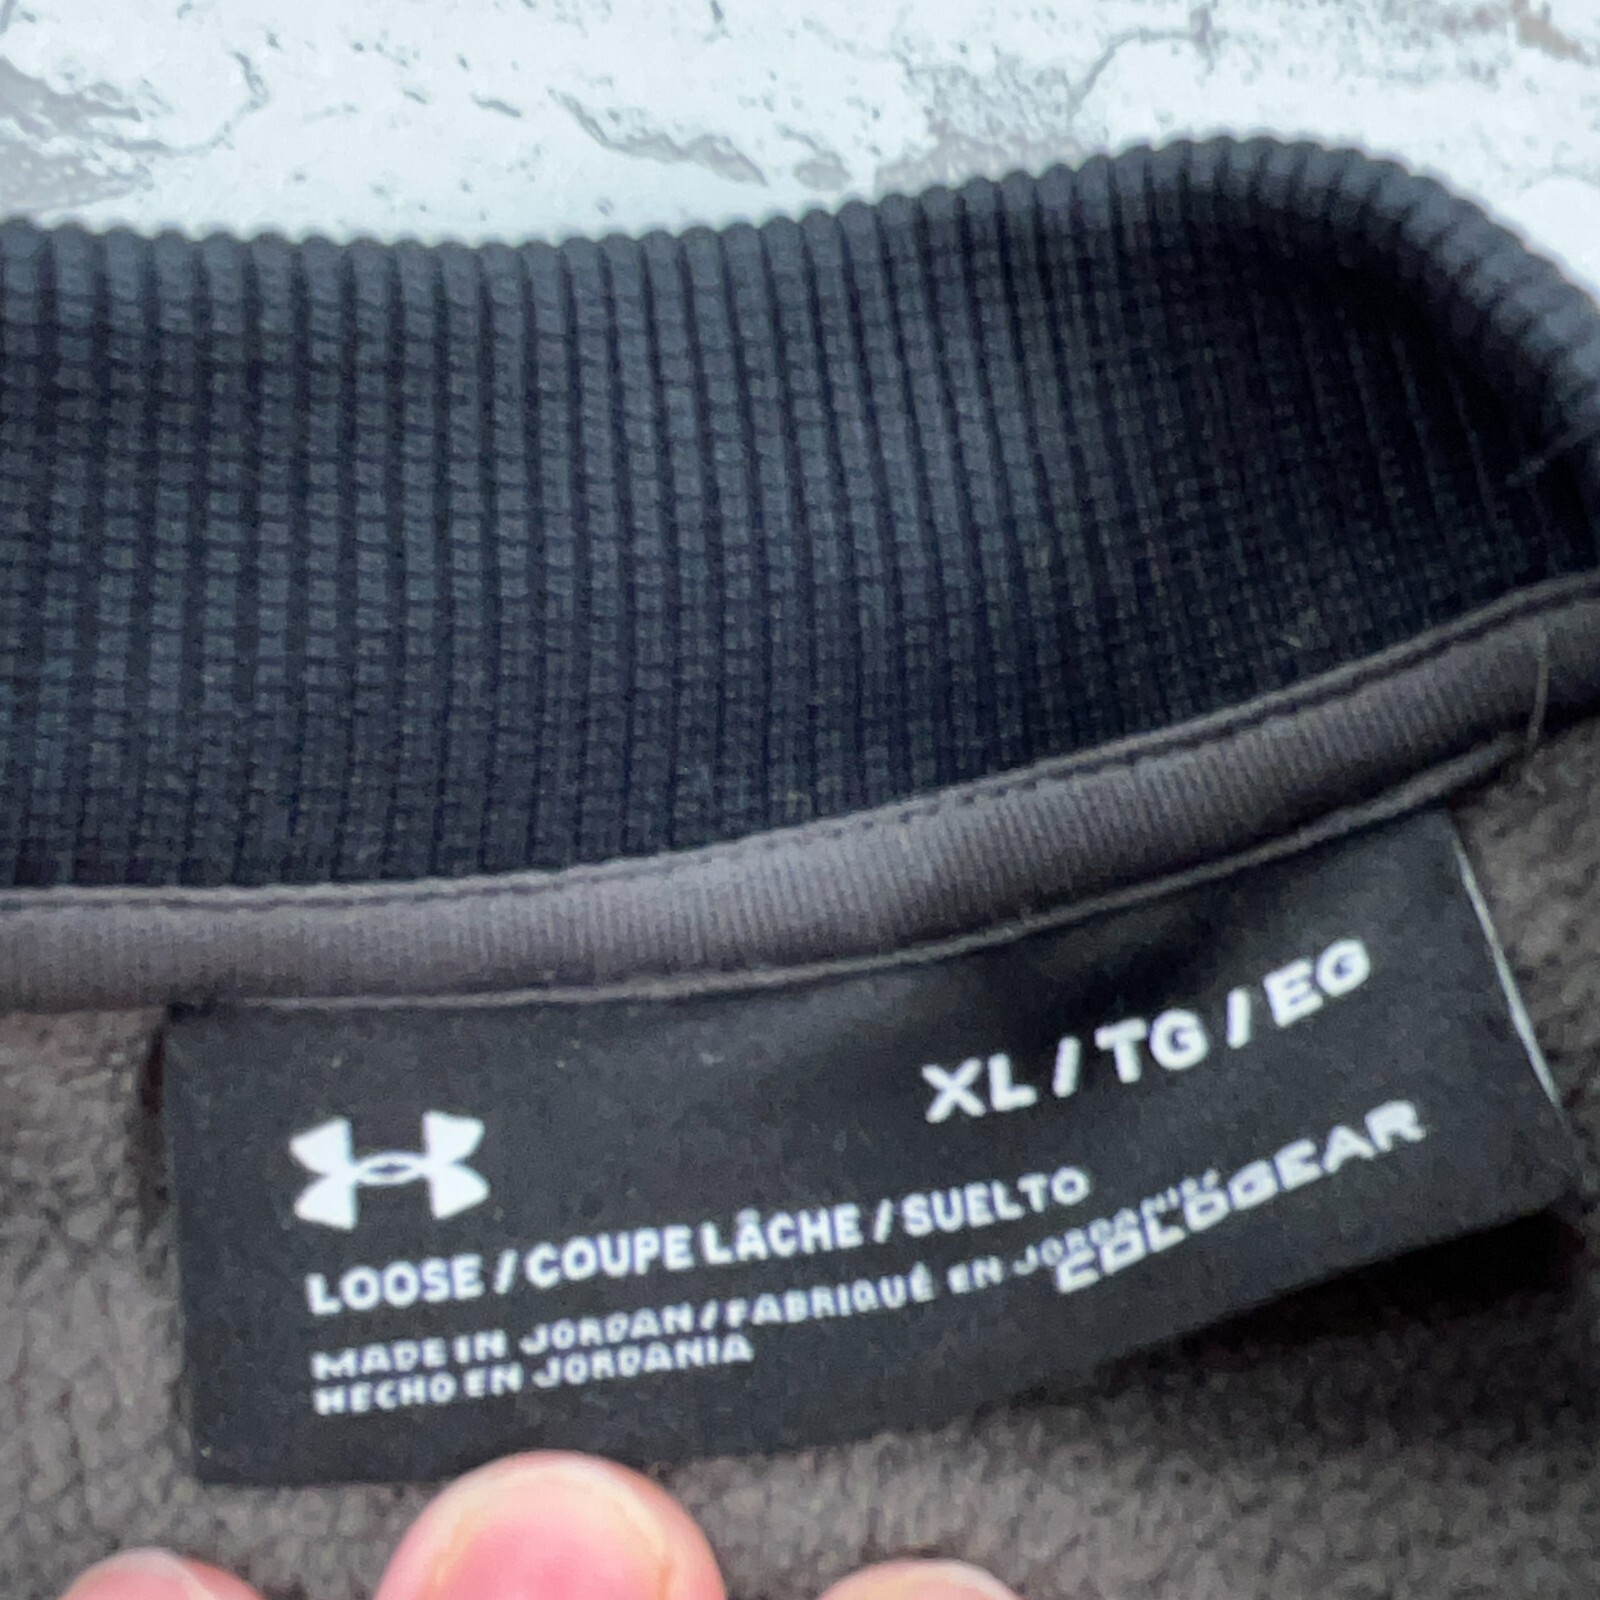 XL / TG / EG
COLDGEAR
LOOSE / COUPE LÂCHE / SUELTO
MADE IN JORDAN / FABRIQUÉ EN JORDANIE
HECHO EN JORDANIA